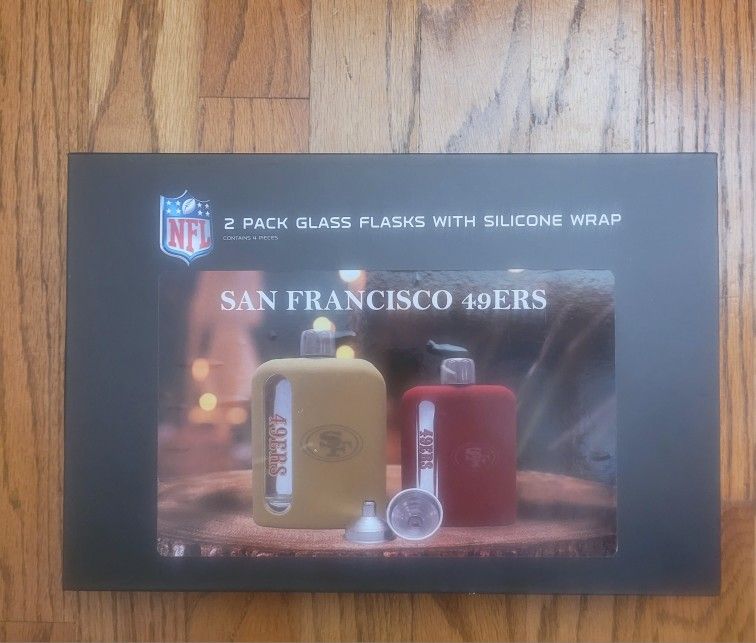 NFL
2 PACK GLASS FLASKS WITH SILICONE WRAP
CONTAINS 4 PIECES
SAN FRANCISCO 49ERS
49ERS
SF
49ERS
SF